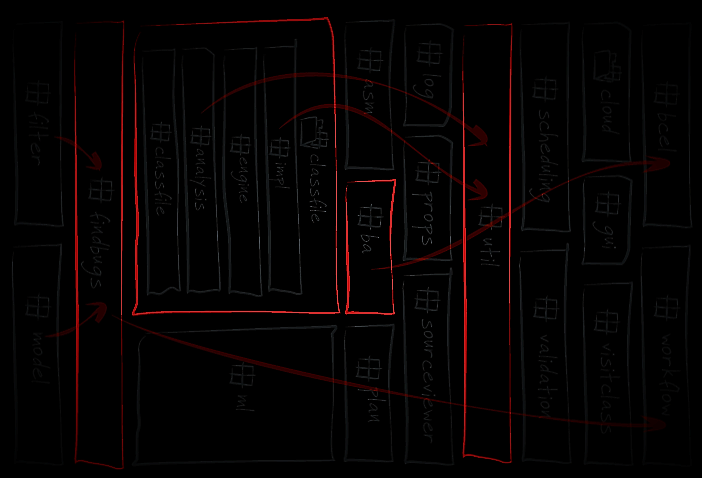 filter
model
findbugs
classfile
analysis
engine
impl
classfile
ml
asm
ba
plan
log
props
sourceviewer
util
scheduling
validation
cloud
gui
visitclass
bcel
workflow